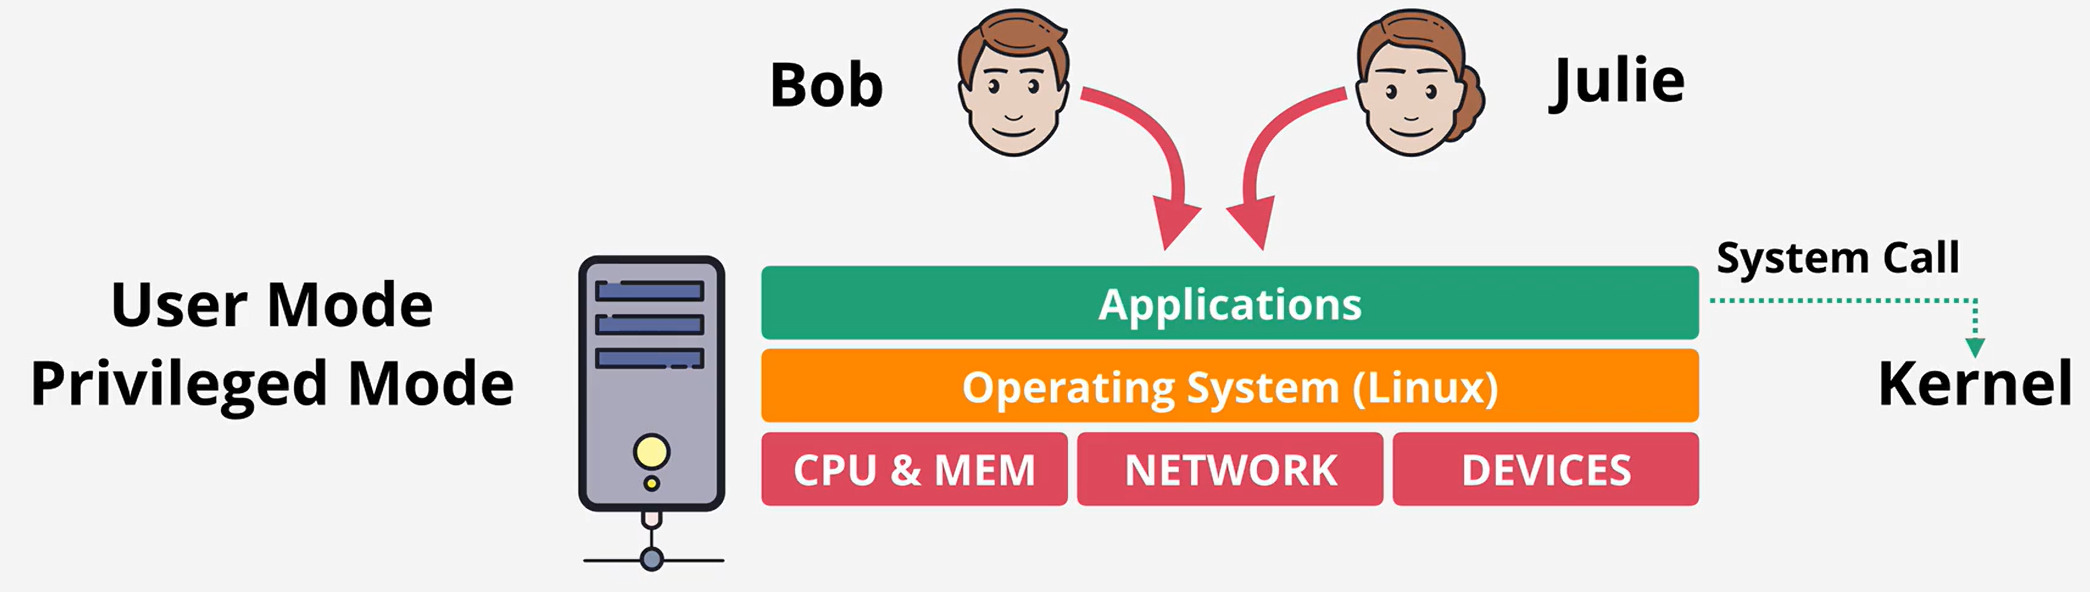 Bob
Julie
System Call
User Mode
Applications
Privileged Mode
Operating System (Linux)
Kernel
CPU & MEM
NETWORK
DEVICES